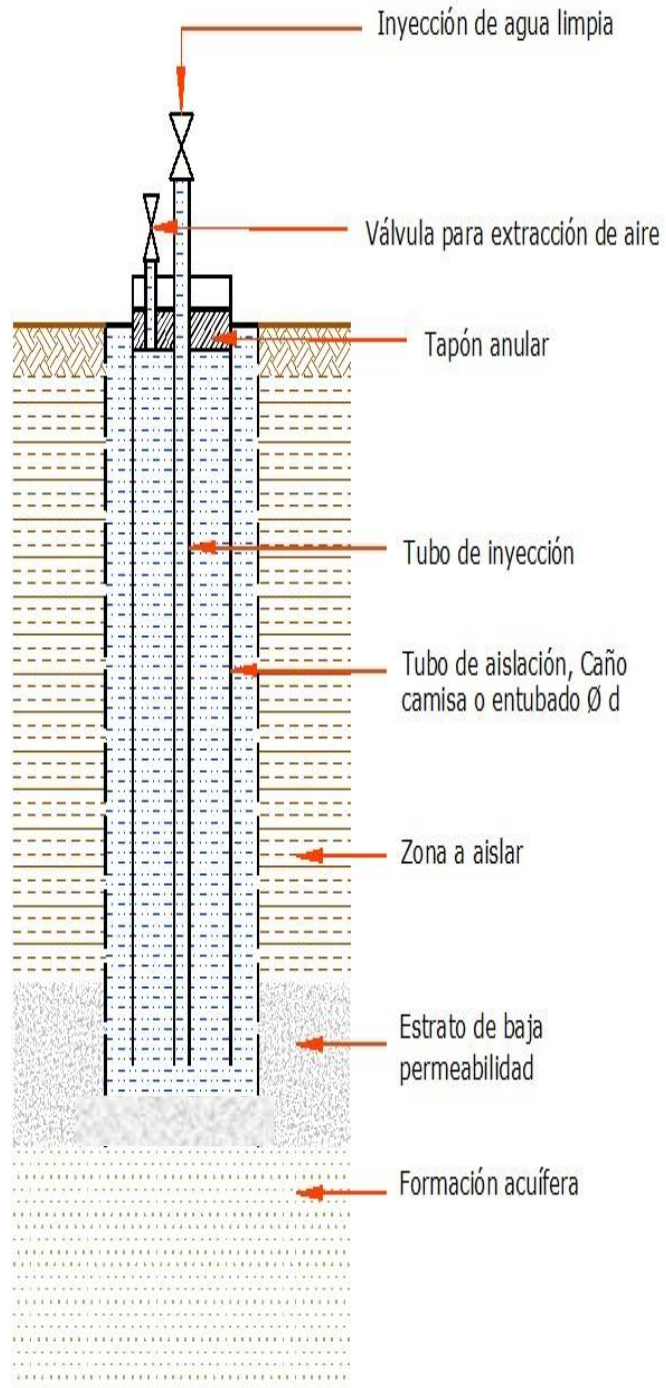 Inyección de agua limpia
Válvula para extracción de aire
Tapón anular
Tubo de inyección
Tubo de aislación, Caño
camisa o entubado Ø d
Zona a aislar
Estrato de baja
permeabilidad
Formación acuífera